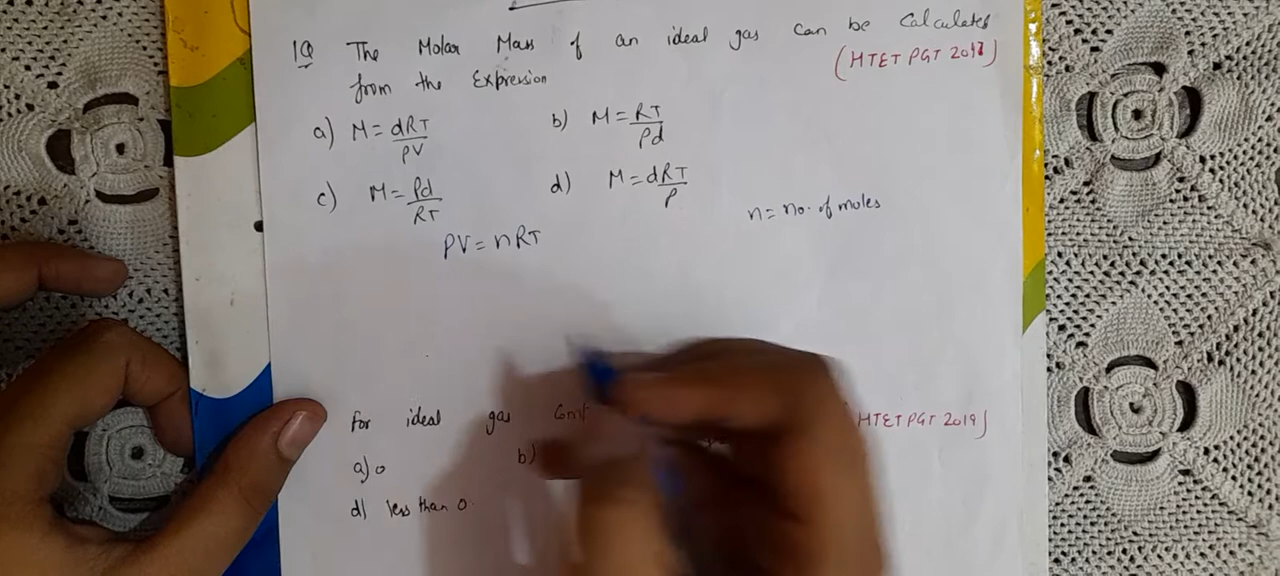 1Q The Molar Mass of an ideal gas can be Calculated
from the Expression (HTET PGT 2017)
a) M = dRT/PV b) M = RT/Pd
c) M = Pd/RT d) M = dRT/P
n = no. of moles
PV = nRT
for ideal gas HTET PGT 2019)
a) 0 b)
d) less than 0.